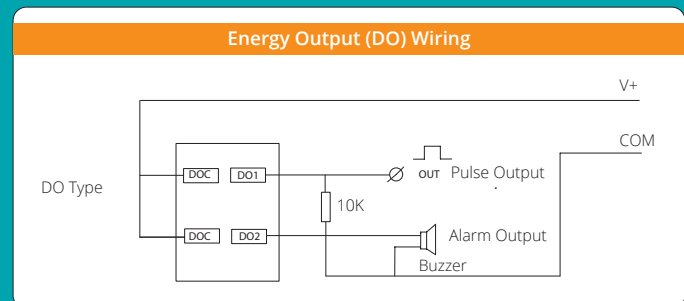 Energy Output (DO) Wiring
V+
COM
DOC DO1
OUT Pulse Output
DO Type
10K
DOC DO2
Alarm Output
Buzzer